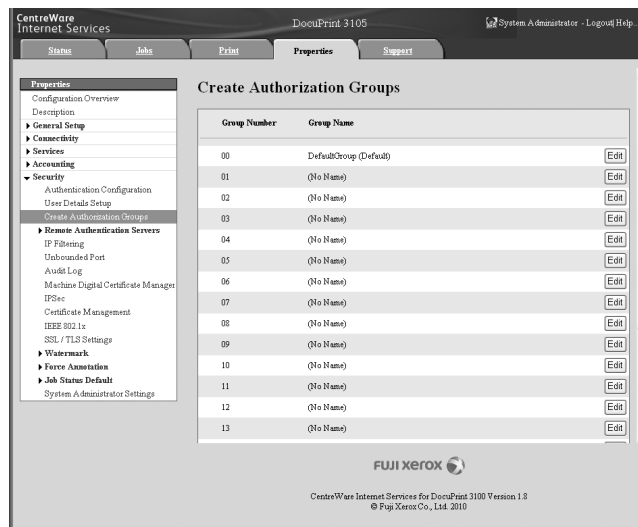 CentreWare
Internet Services
DocuPrint 3105
System Administrator - Logout| Help...
Status
Jobs
Print
Properties
Support
Properties
Configuration Overview
Description
General Setup
Connectivity
Services
Accounting
Security
Authentication Configuration
User Details Setup
Create Authorization Groups
Remote Authentication Servers
IP Filtering
Unbounded Port
Audit Log
Machine Digital Certificate Manager
IPSec
Certificate Management
IEEE 802.1x
SSL / TLS Settings
Watermark
Force Annotation
Job Status Default
System Administrator Settings
Create Authorization Groups
Group Number Group Name
00 DefaultGroup (Default) Edit
01 (No Name) Edit
02 (No Name) Edit
03 (No Name) Edit
04 (No Name) Edit
05 (No Name) Edit
06 (No Name) Edit
07 (No Name) Edit
08 (No Name) Edit
09 (No Name) Edit
10 (No Name) Edit
11 (No Name) Edit
12 (No Name) Edit
13 (No Name) Edit
FUJI xerox
CentreWare Internet Services for DocuPrint 3100 Version 1.8
© Fuji Xerox Co., Ltd. 2010